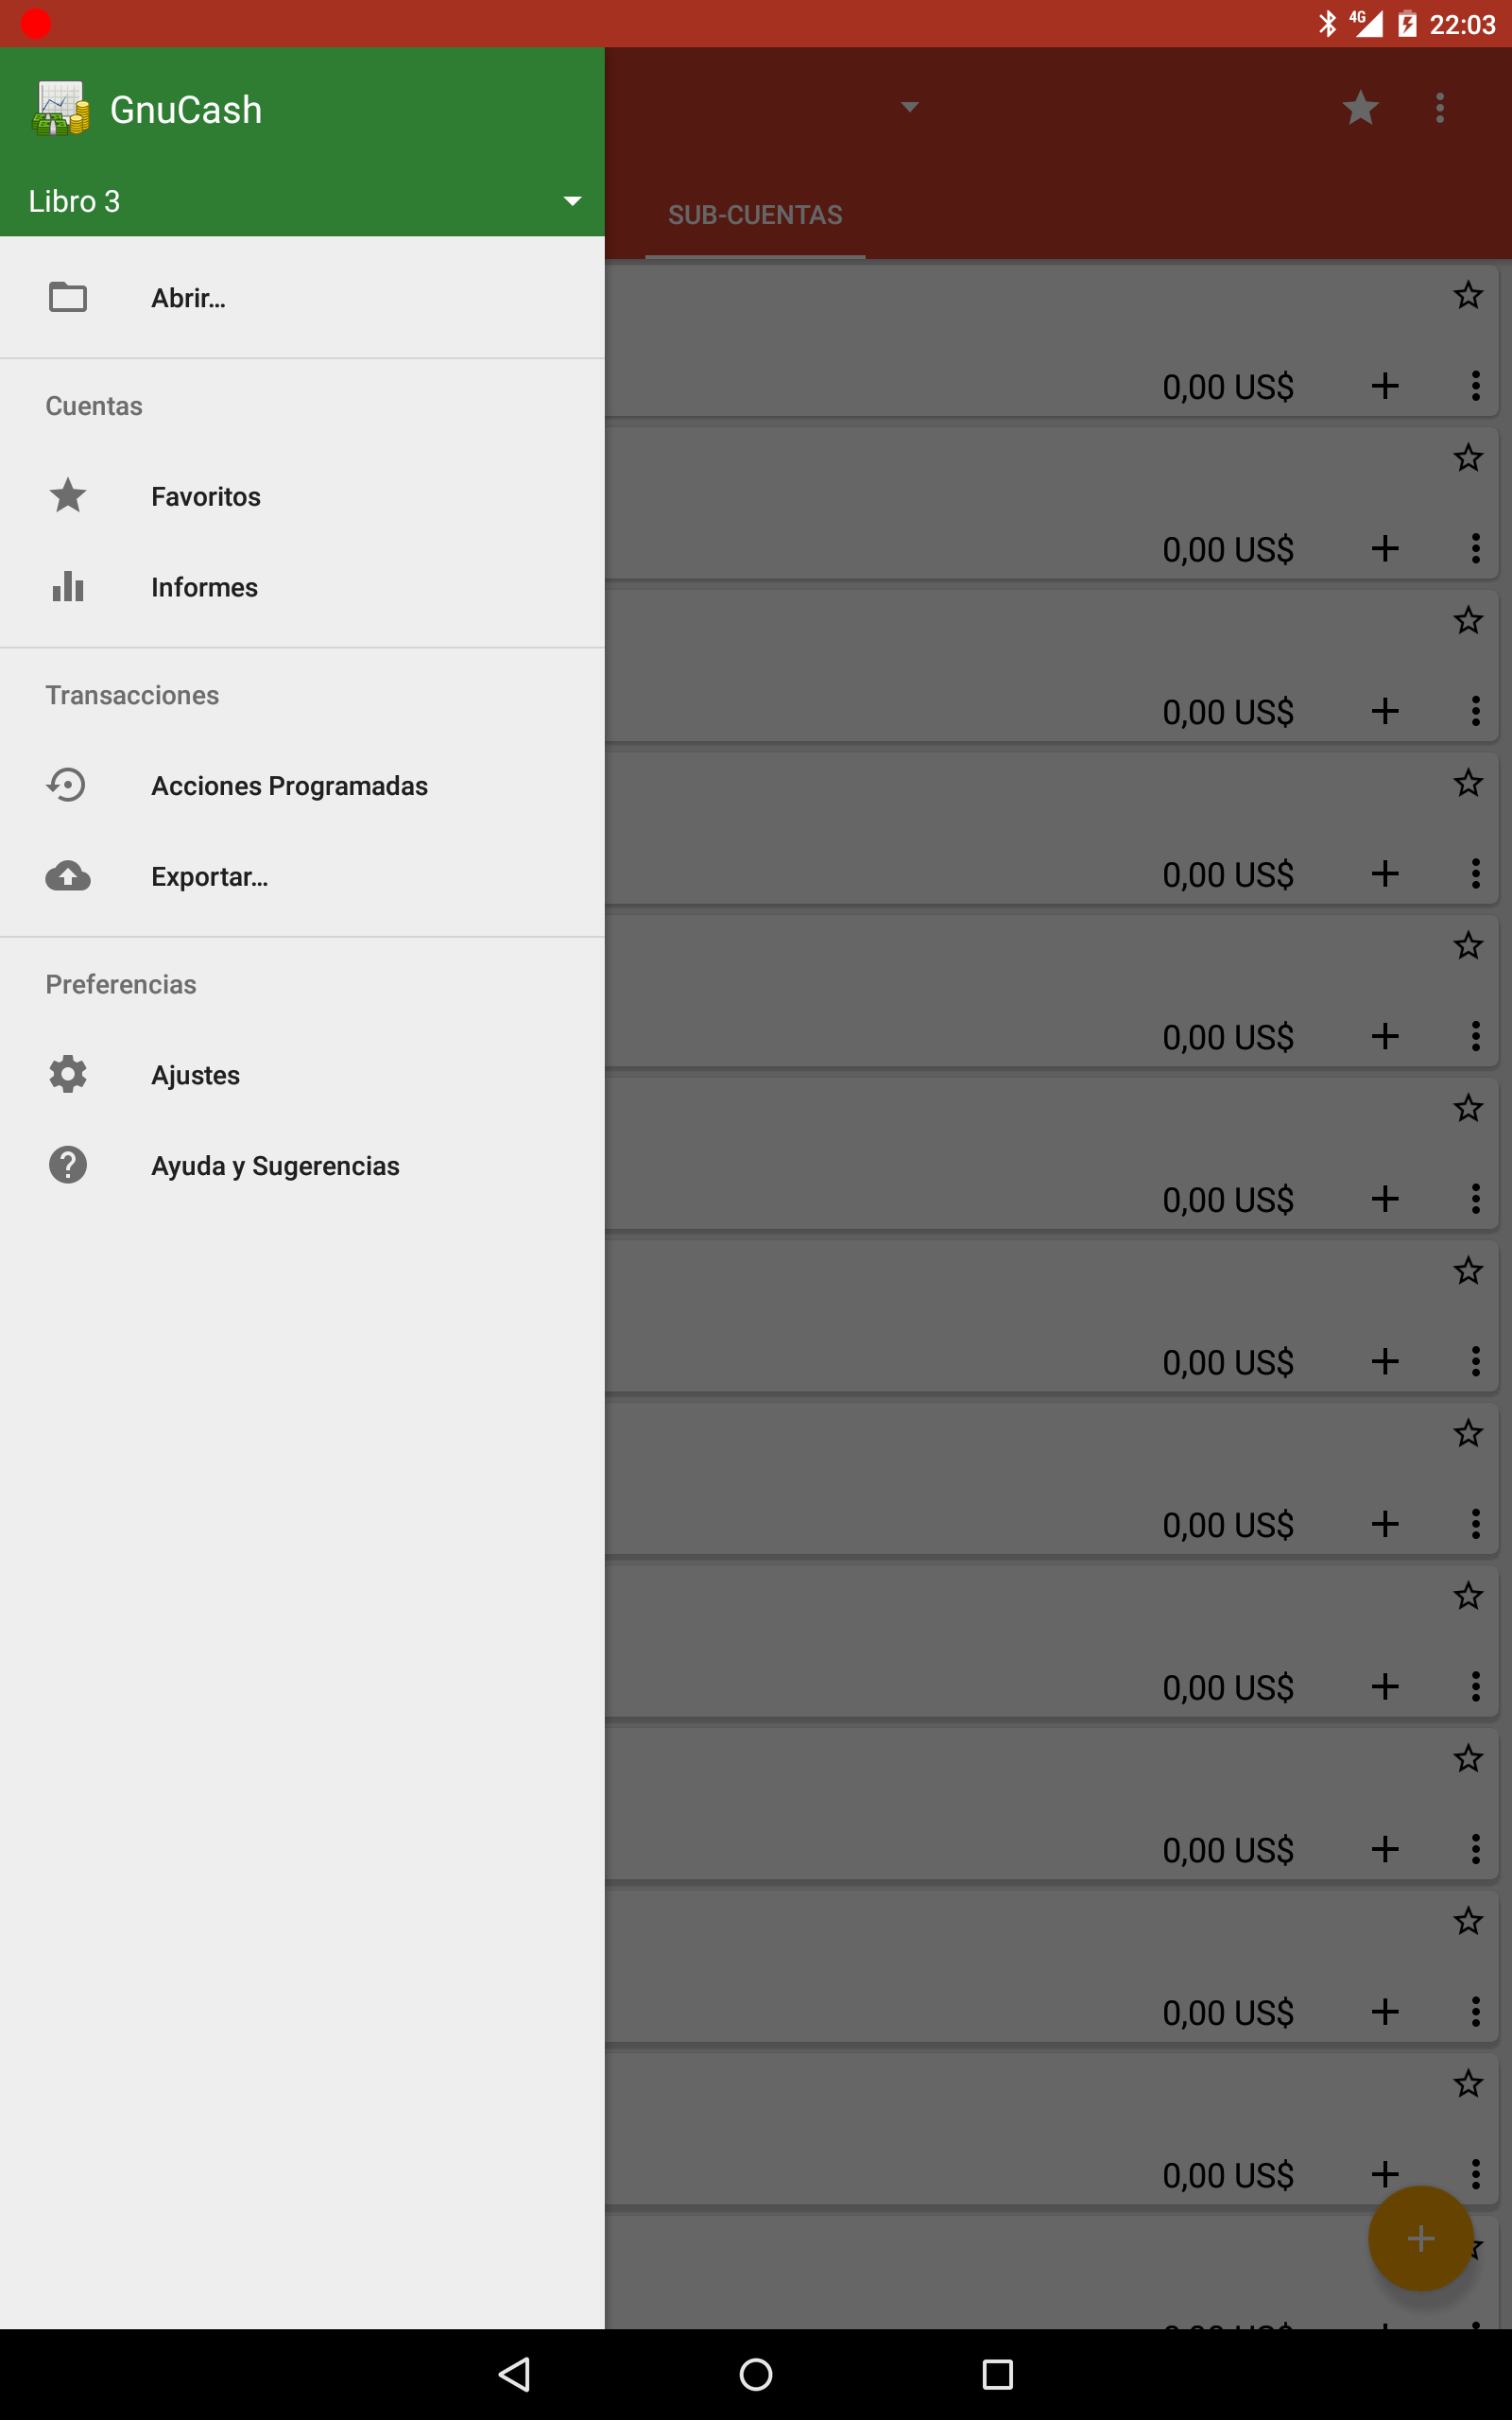 4G 22:03
GnuCash
Libro 3
SUB-CUENTAS
Abrir...
Cuentas
Favoritos
Informes
Transacciones
Acciones Programadas
Exportar...
Preferencias
Ajustes
Ayuda y Sugerencias
0,00 US$
0,00 US$
0,00 US$
0,00 US$
0,00 US$
0,00 US$
0,00 US$
0,00 US$
0,00 US$
0,00 US$
0,00 US$
0,00 US$